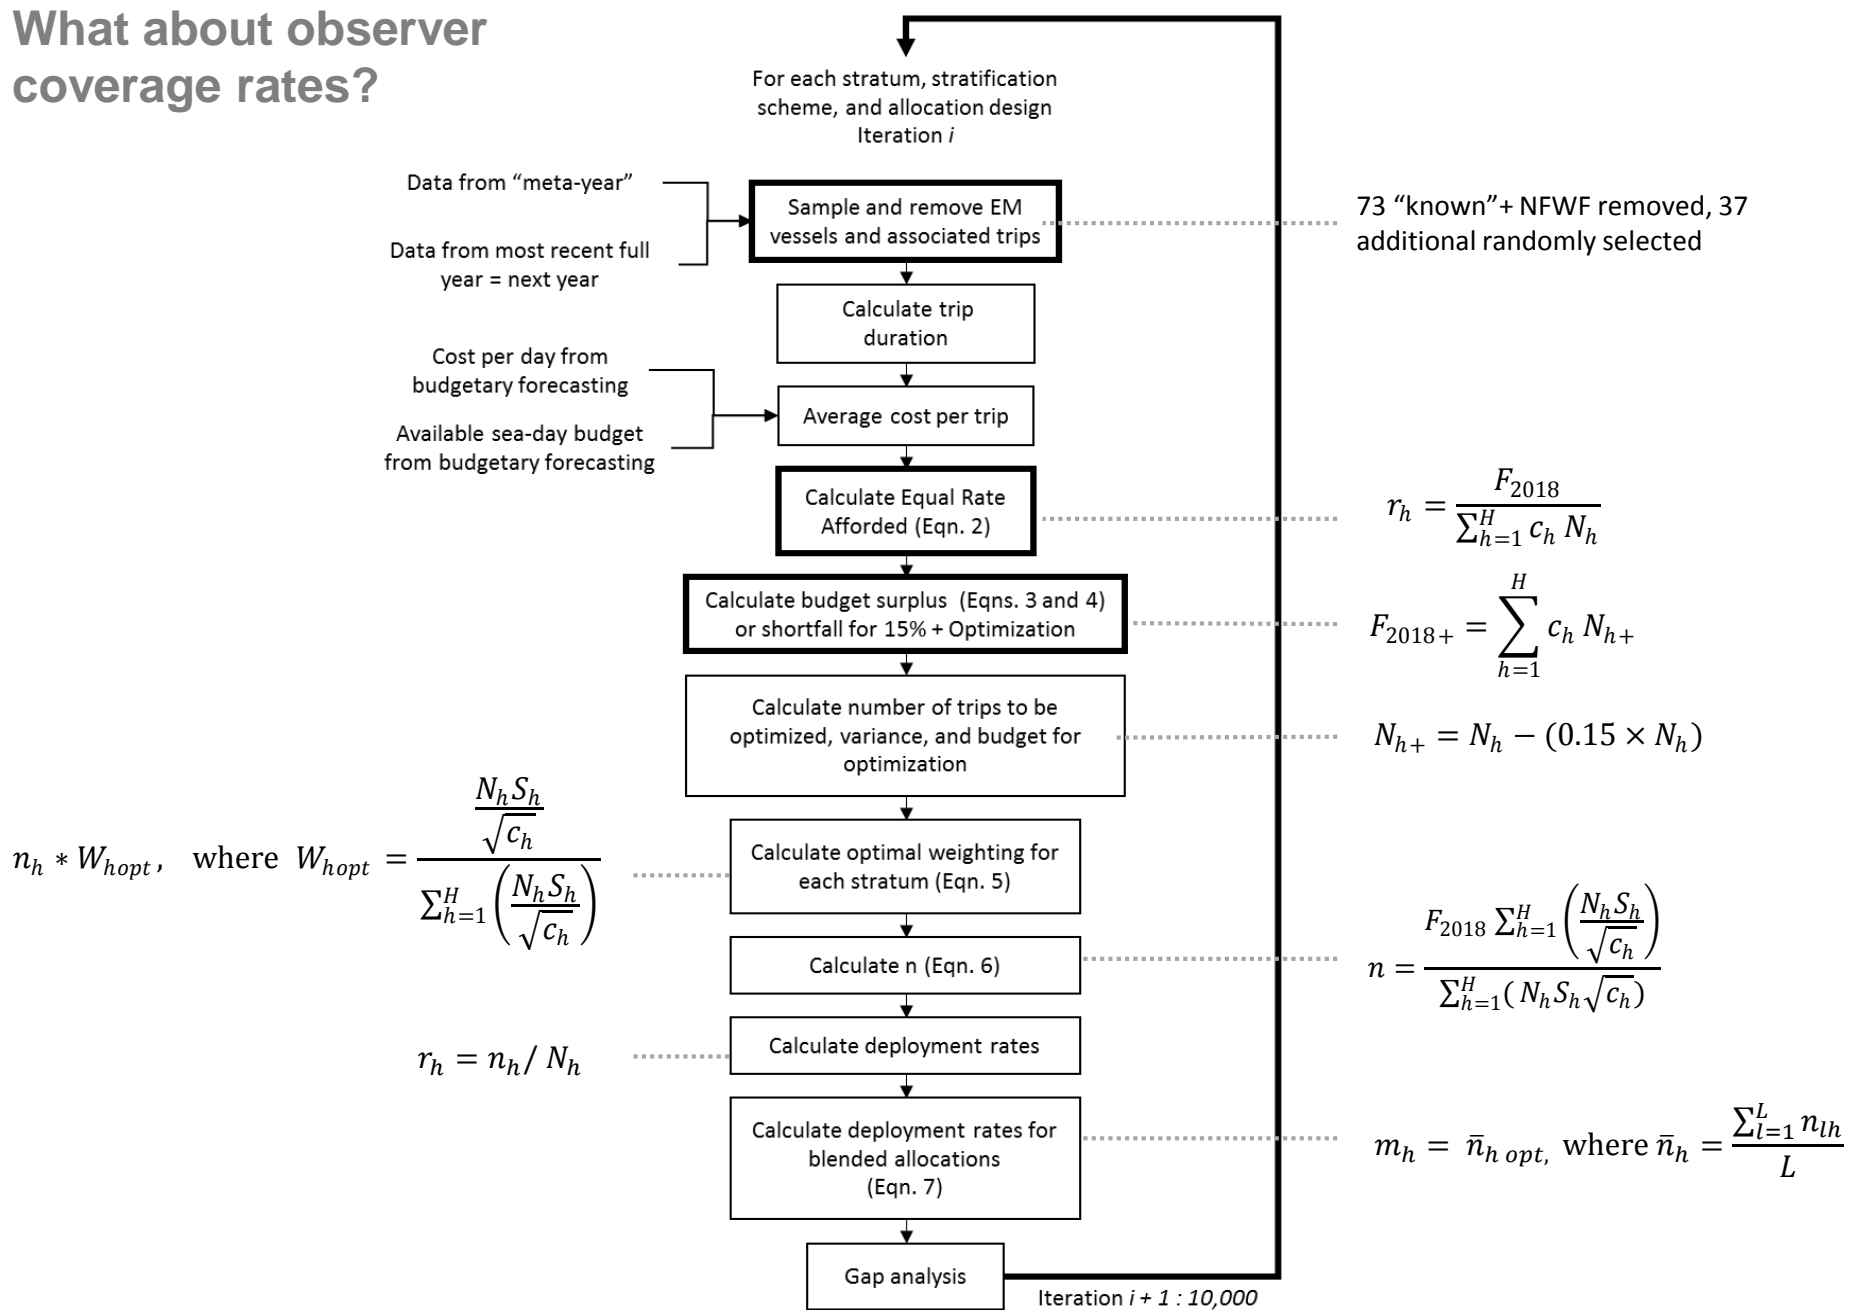 What about observer
coverage rates?
For each stratum, stratification
scheme, and allocation design
Iteration i
Data from “meta-year”
Data from most recent full
year = next year
Sample and remove EM
vessels and associated trips
73 “known”+ NFWF removed, 37
additional randomly selected
Calculate trip
duration
Cost per day from
budgetary forecasting
Available sea-day budget
from budgetary forecasting
Average cost per trip
Calculate Equal Rate
Afforded (Eqn. 2)
r_h = F_2018 / ∑_{h=1}^{H} c_h N_h
Calculate budget surplus (Eqns. 3 and 4)
or shortfall for 15% + Optimization
F_2018+ = ∑_{h=1}^{H} c_h N_h+
Calculate number of trips to be
optimized, variance, and budget for
optimization
N_h+ = N_h − (0.15 × N_h)
n_h * W_hopt, where W_hopt = (N_h S_h / √c_h) / ∑_{h=1}^{H} (N_h S_h / √c_h)
Calculate optimal weighting for
each stratum (Eqn. 5)
Calculate n (Eqn. 6)
n = F_2018 ∑_{h=1}^{H} (N_h S_h / √c_h) / ∑_{h=1}^{H} ( N_h S_h √c_h)
r_h = n_h / N_h
Calculate deployment rates
Calculate deployment rates for
blended allocations
(Eqn. 7)
m_h = n̄_h opt, where n̄_h = ∑_{l=1}^{L} n_lh / L
Gap analysis
Iteration i + 1 : 10,000